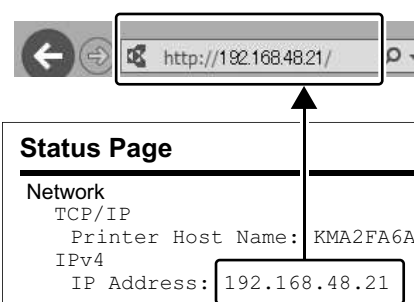 http://192.168.48.21/
Status Page
Network
TCP/IP
Printer Host Name: KMA2FA6A
IPv4
IP Address: 192.168.48.21